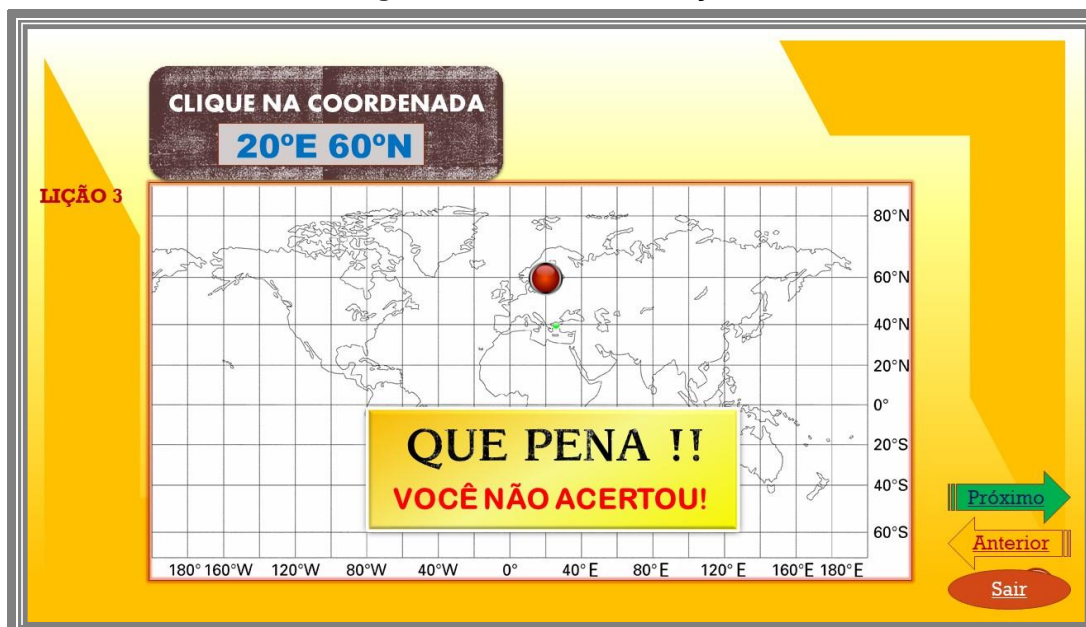 CLIQUE NA COORDENADA
20ºE 60ºN
LIÇÃO 3
80°N
60°N
40°N
20°N
0°
20°S
40°S
60°S
180° 160°W 120°W 80°W 40°W 0° 40°E 80°E 120°E 160°E 180°E
QUE PENA !!
VOCÊ NÃO ACERTOU!
Próximo
Anterior
Sair